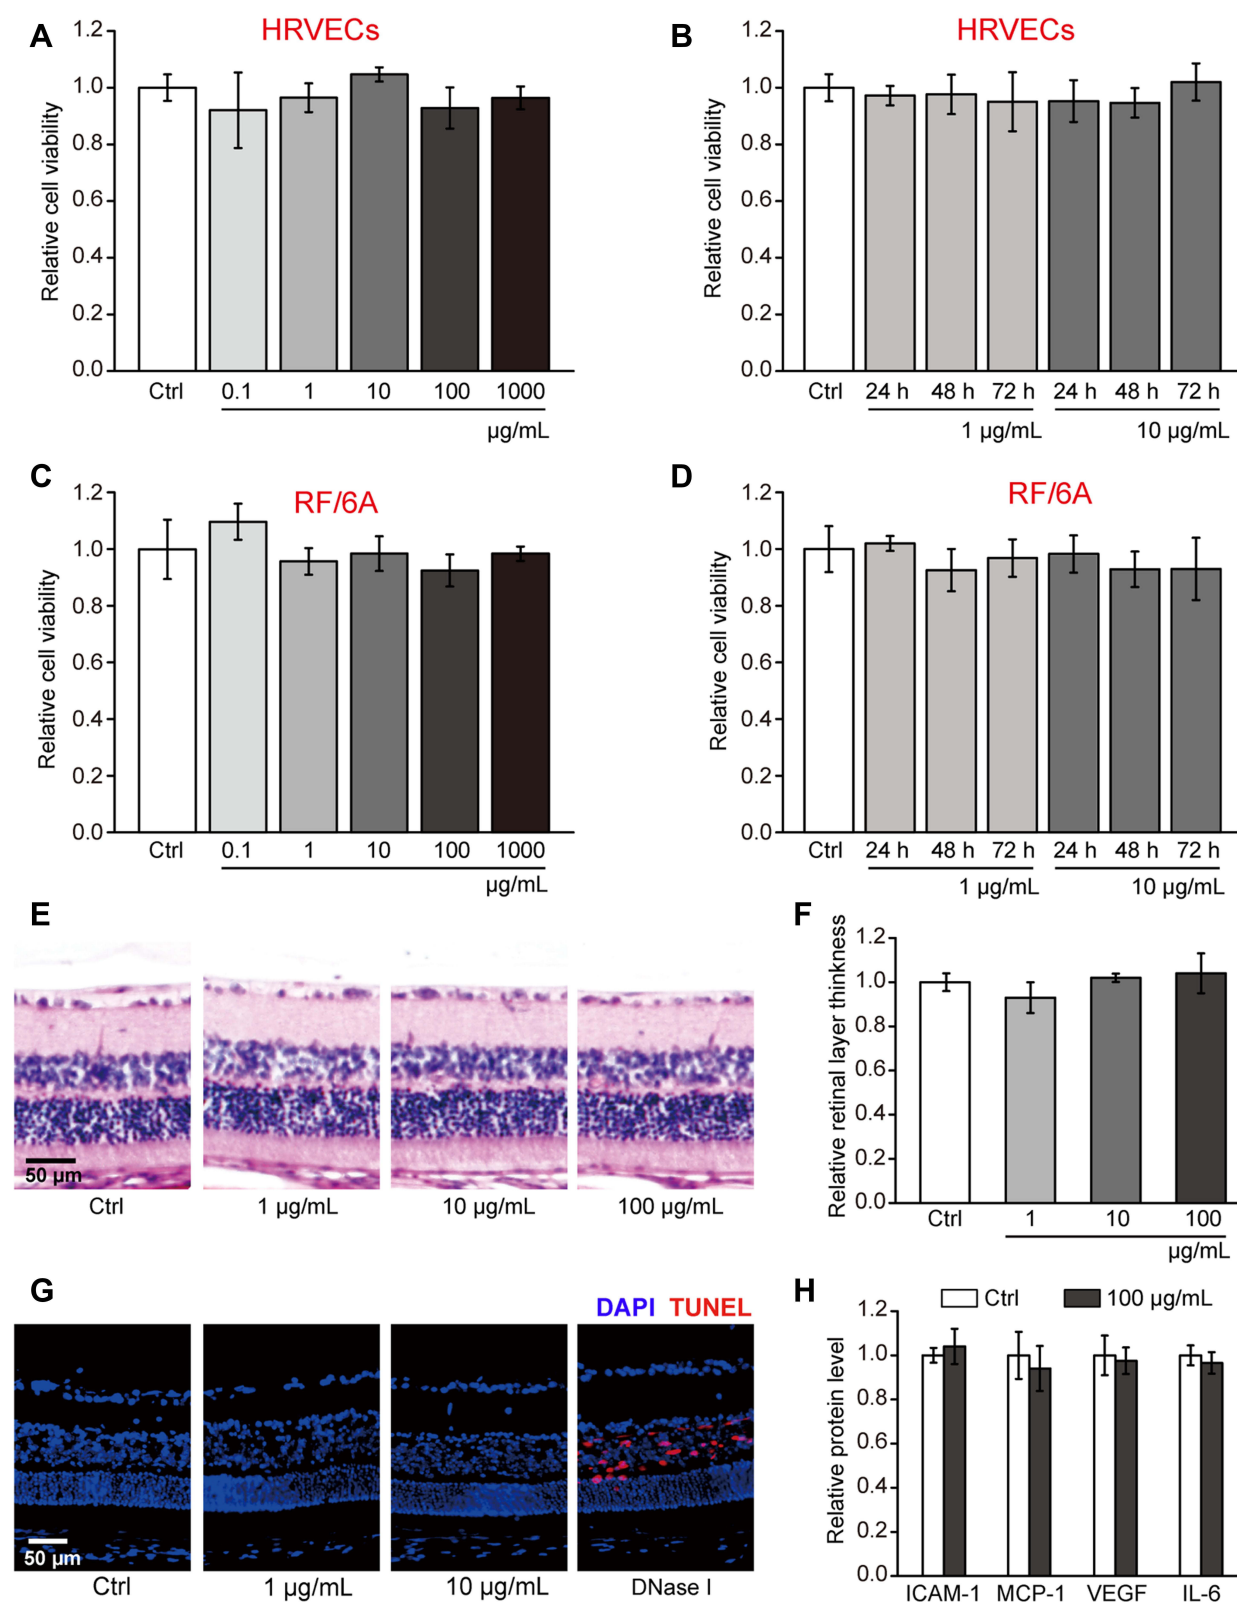 A
HRVECs
Relative cell viability
1.2
1.0
0.8
0.6
0.4
0.2
0.0
Ctrl 0.1 1 10 100 1000
µg/mL
B
HRVECs
Relative cell viability
1.2
1.0
0.8
0.6
0.4
0.2
0.0
Ctrl 24 h 48 h 72 h 24 h 48 h 72 h
1 µg/mL 10 µg/mL
C
RF/6A
Relative cell viability
1.2
1.0
0.8
0.6
0.4
0.2
0.0
Ctrl 0.1 1 10 100 1000
µg/mL
D
RF/6A
Relative cell viability
1.2
1.0
0.8
0.6
0.4
0.2
0.0
Ctrl 24 h 48 h 72 h 24 h 48 h 72 h
1 µg/mL 10 µg/mL
E
50 µm
Ctrl 1 µg/mL 10 µg/mL 100 µg/mL
F
Relative retinal layer thinkness
1.2
1.0
0.8
0.6
0.4
0.2
0.0
Ctrl 1 10 100
µg/mL
G
DAPI TUNEL
50 µm
Ctrl 1 µg/mL 10 µg/mL DNase I
H
Ctrl 100 µg/mL
Relative protein level
1.2
1.0
0.8
0.6
0.4
0.2
0.0
ICAM-1 MCP-1 VEGF IL-6